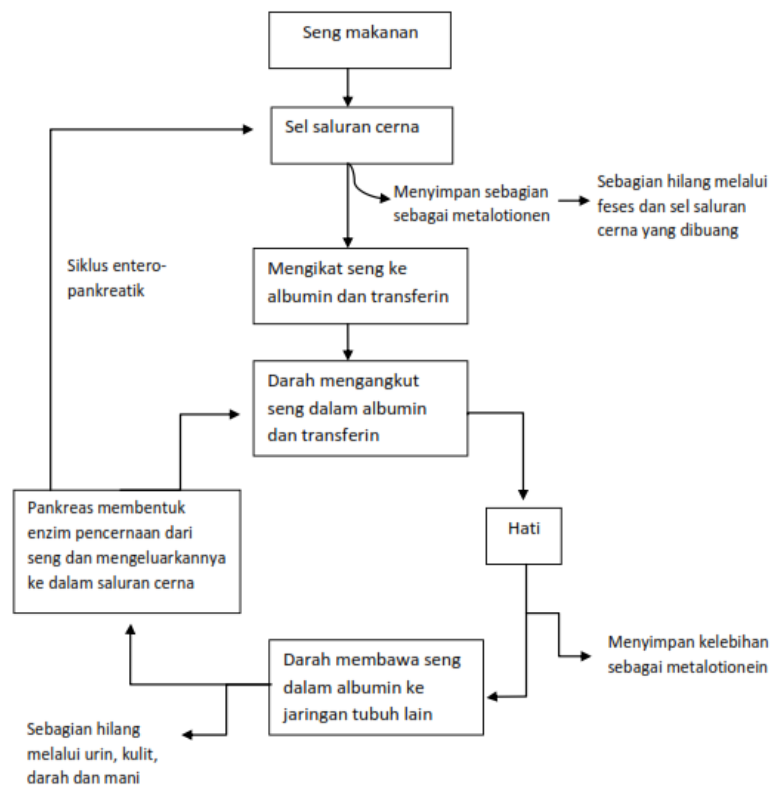 Seng makanan
Sel saluran cerna
Menyimpan sebagian
sebagai metalotionen
Sebagian hilang melalui
feses dan sel saluran
cerna yang dibuang
Siklus entero-
pankreatik
Mengikat seng ke
albumin dan transferin
Darah mengangkut
seng dalam albumin
dan transferin
Pankreas membentuk
enzim pencernaan dari
seng dan mengeluarkannya
ke dalam saluran cerna
Hati
Menyimpan kelebihan
sebagai metalotionein
Darah membawa seng
dalam albumin ke
jaringan tubuh lain
Sebagian hilang
melalui urin, kulit,
darah dan mani